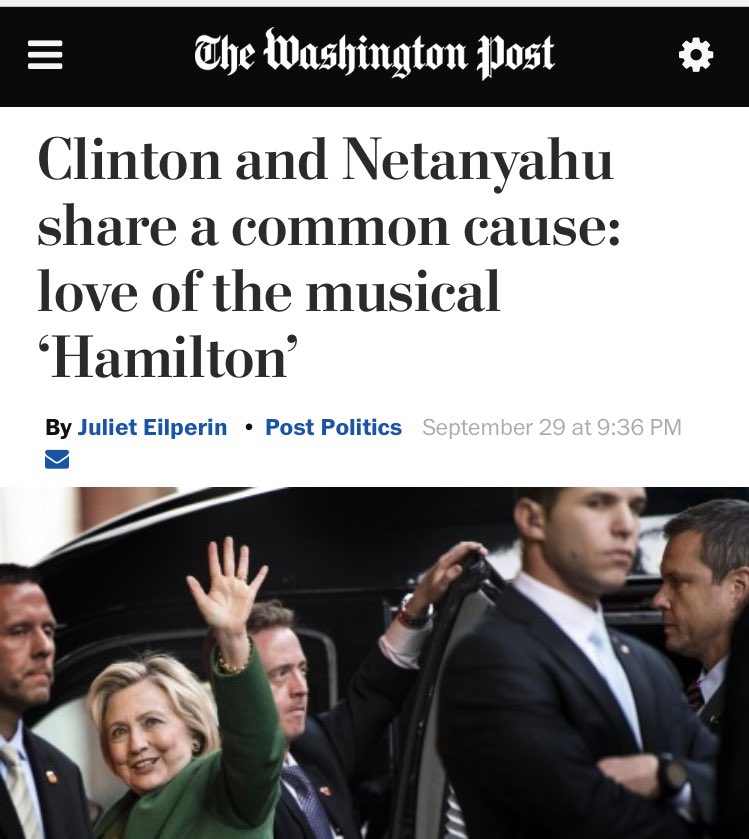 The Washington Post
Clinton and Netanyahu
share a common cause:
love of the musical
‘Hamilton’
By Juliet Eilperin • Post Politics September 29 at 9:36 PM